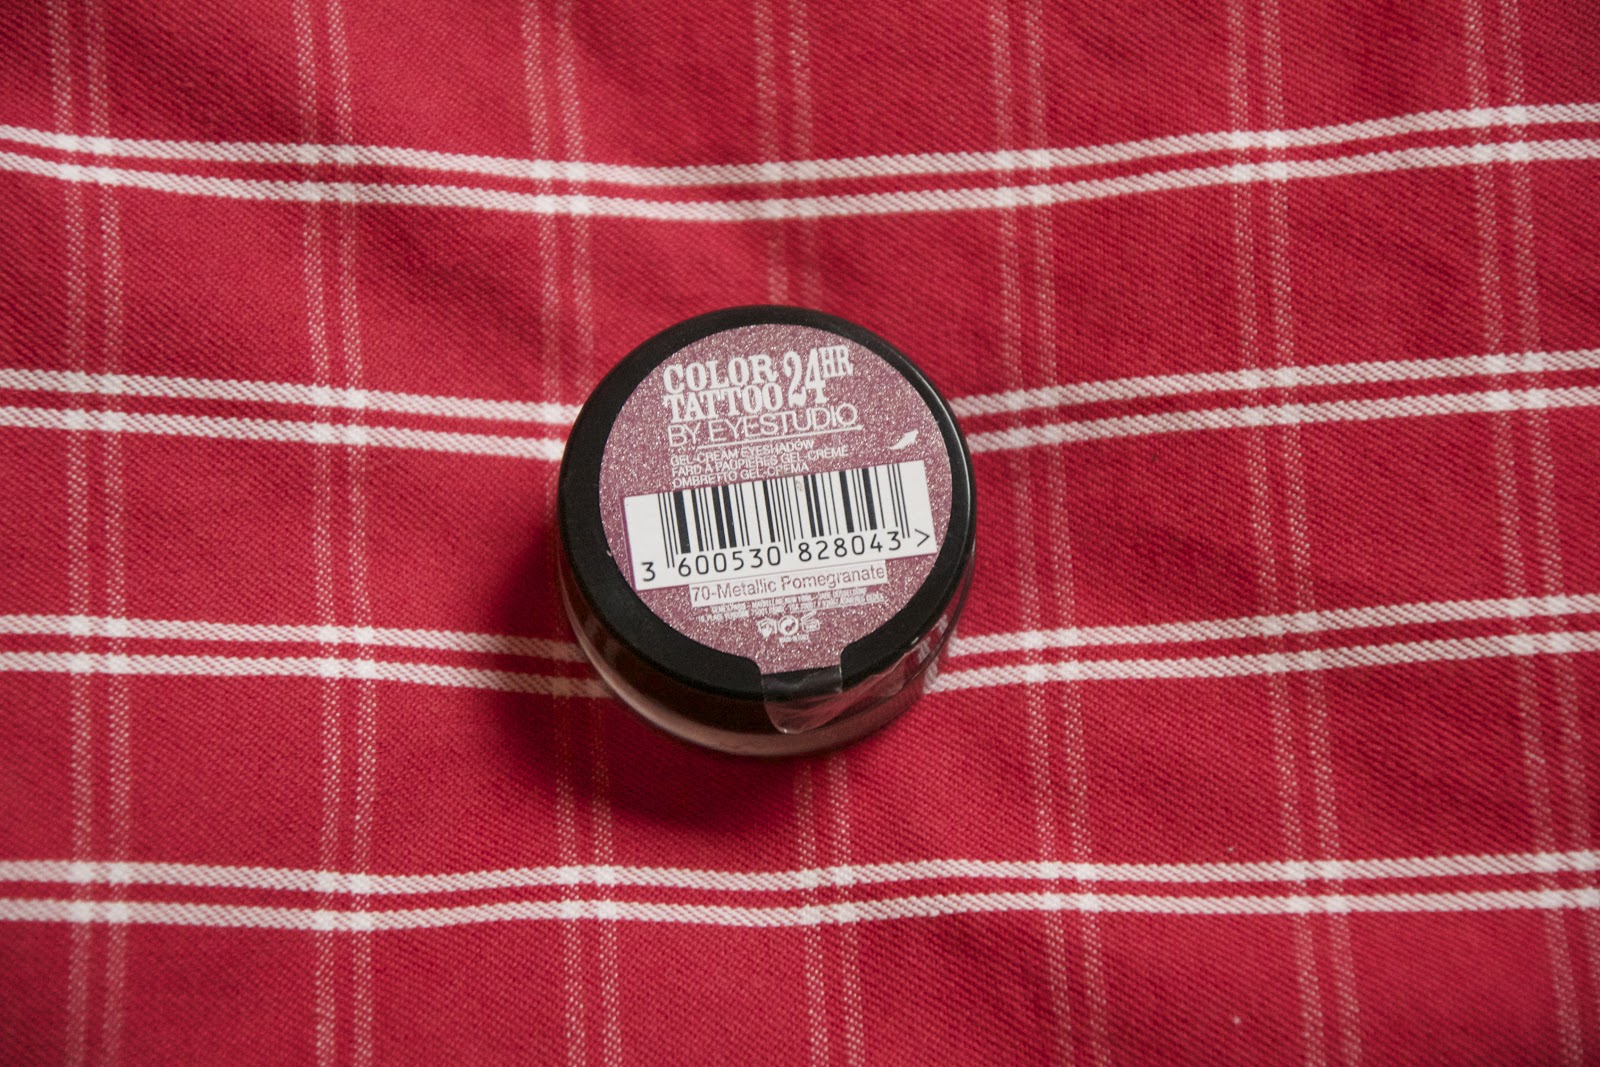 COLOR 24HR
TATTOO
BY EYESTUDIO
GEL-CREAM EYESHADOW
FARD À PAUPIÈRES GEL-CRÈME
OMBRETTO GEL-CREMA
3 600530 828043 >
70-Metallic Pomegranate